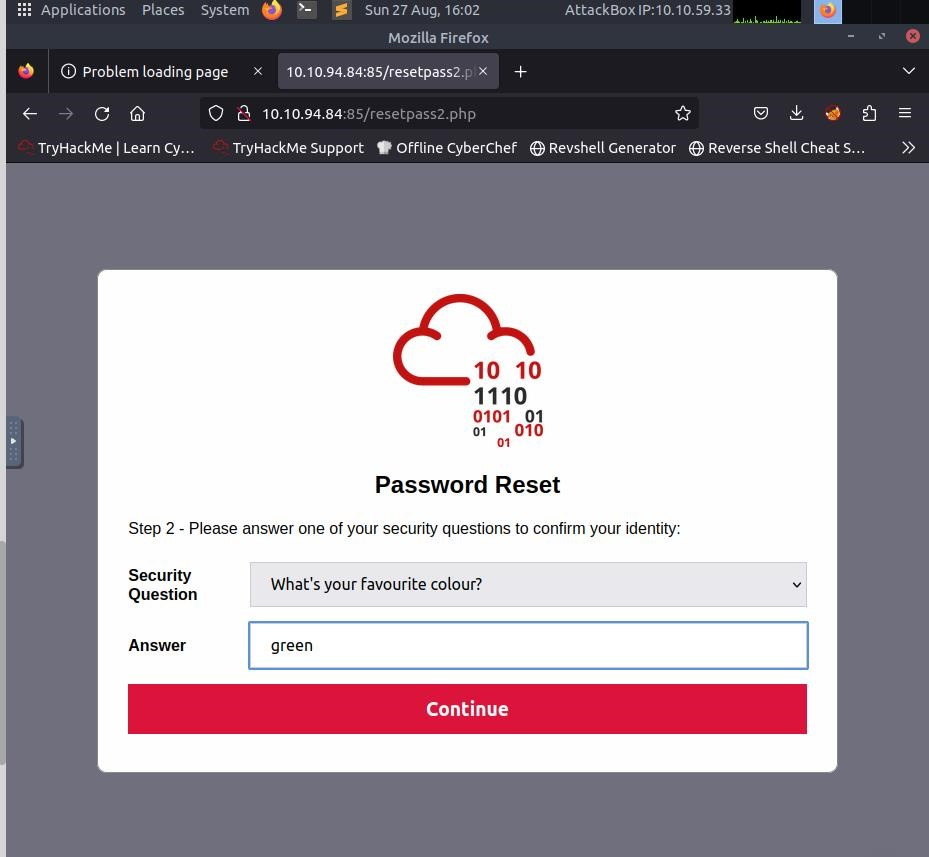 Applications Places System Sun 27 Aug, 16:02 AttackBox IP:10.10.59.33
Mozilla Firefox
Problem loading page 10.10.94.84:85/resetpass2.p
10.10.94.84:85/resetpass2.php
TryHackMe | Learn Cy… TryHackMe Support Offline CyberChef Revshell Generator Reverse Shell Cheat S…
10 10
1110
0101 01
01 010
01
Password Reset
Step 2 - Please answer one of your security questions to confirm your identity:
Security
Question
What's your favourite colour?
Answer green
Continue